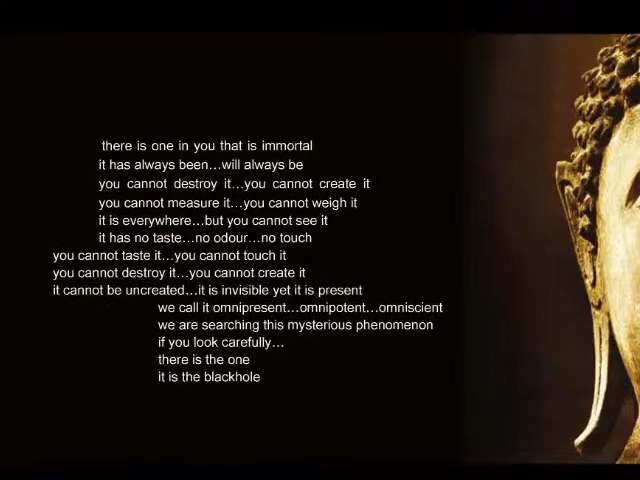 there is one in you that is immortal
it has always been...will always be
you cannot destroy it...you cannot create it
you cannot measure it...you cannot weigh it
it is everywhere...but you cannot see it
it has no taste...no odour...no touch
you cannot taste it...you cannot touch it
you cannot destroy it...you cannot create it
it cannot be uncreated...it is invisible yet it is present
we call it omnipresent...omnipotent...omniscient
we are searching this mysterious phenomenon
if you look carefully...
there is the one
it is the blackhole